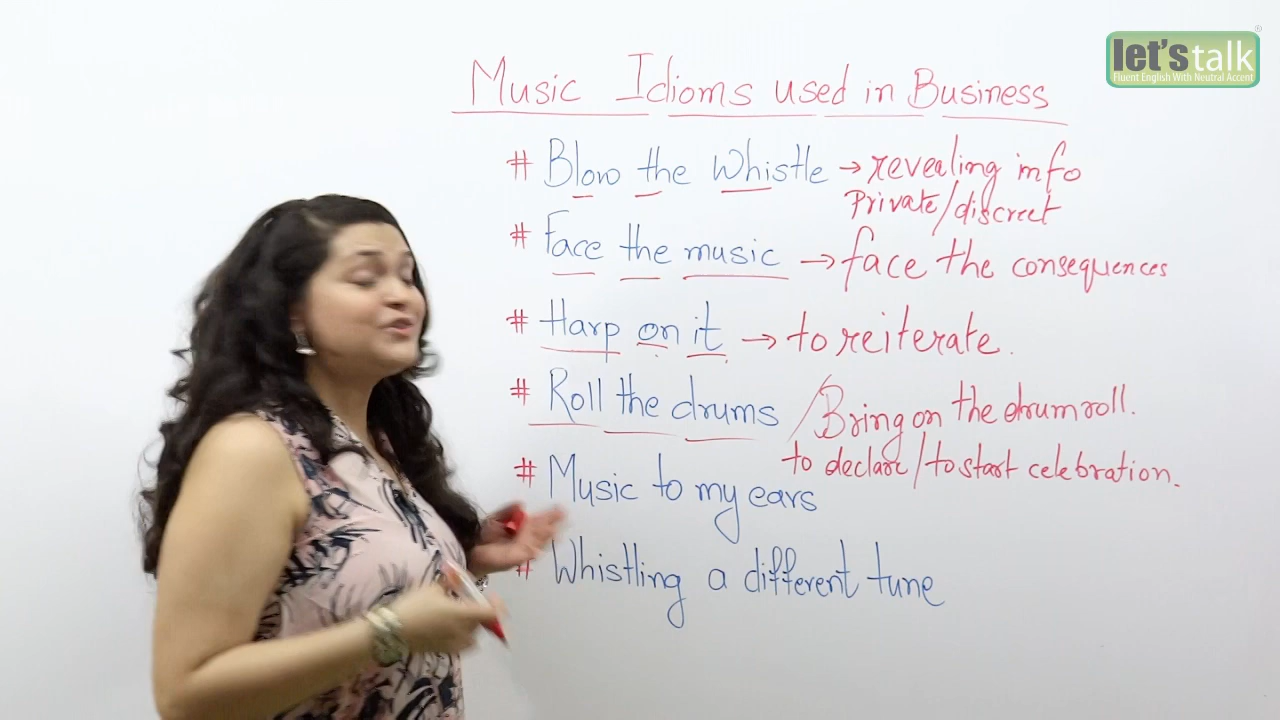 let's talk®
Fluent English With Neutral Accent
Music Idioms used in Business
# Blow the Whistle → revealing info
Private/discreet
# Face the music → face the consequences
# Harp on it → to reiterate.
# Roll the drums / Bring on the drumroll.
to declare/to start celebration.
# Music to my ears
# Whistling a different tune